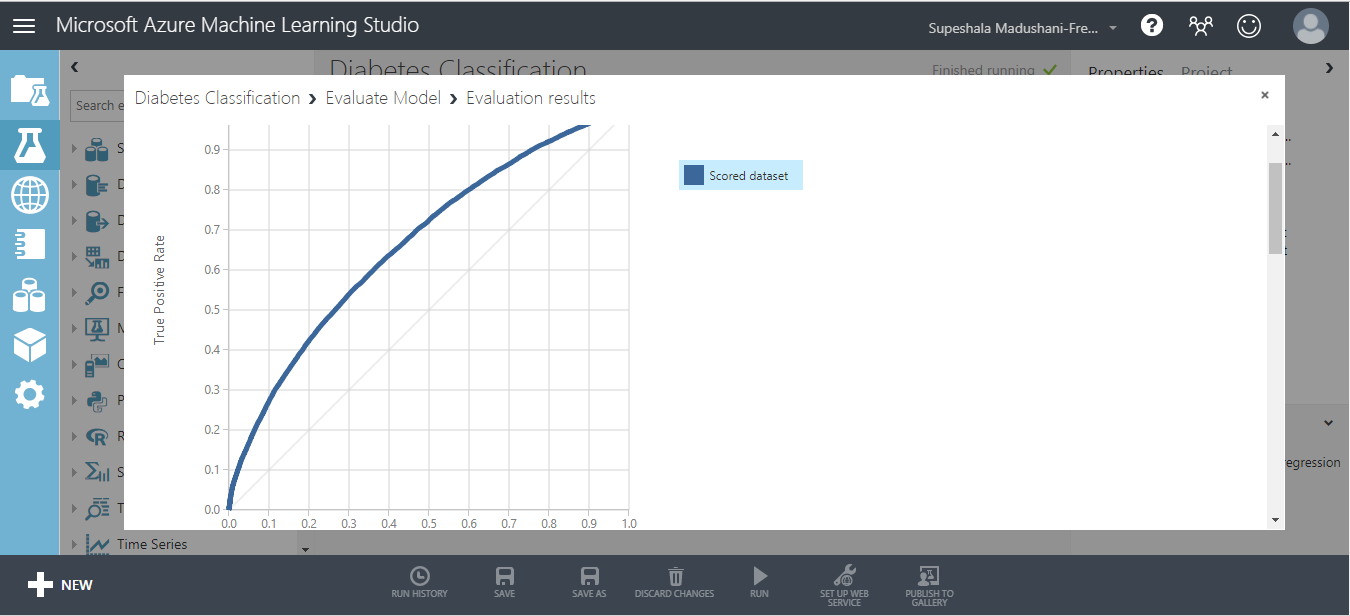 Microsoft Azure Machine Learning Studio
Supeshala Madushani-Fre...
Diabetes Classification
Finished running
Properties Project
Search e
Diabetes Classification > Evaluate Model > Evaluation results
Scored dataset
True Positive Rate
0.9
0.8
0.7
0.6
0.5
0.4
0.3
0.2
0.1
0.0
0.0 0.1 0.2 0.3 0.4 0.5 0.6 0.7 0.8 0.9 1.0
S
D
D
D
F
M
C
P
R
S
T
Time Series
egression
NEW
RUN HISTORY
SAVE
SAVE AS
DISCARD CHANGES
RUN
SET UP WEB
SERVICE
PUBLISH TO
GALLERY